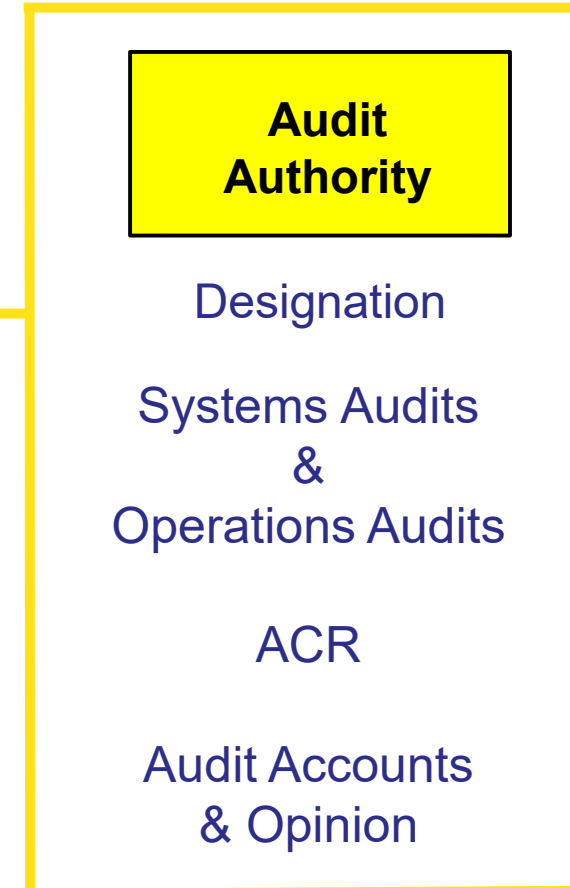 Audit
Authority
Designation
Systems Audits
&
Operations Audits
ACR
Audit Accounts
& Opinion